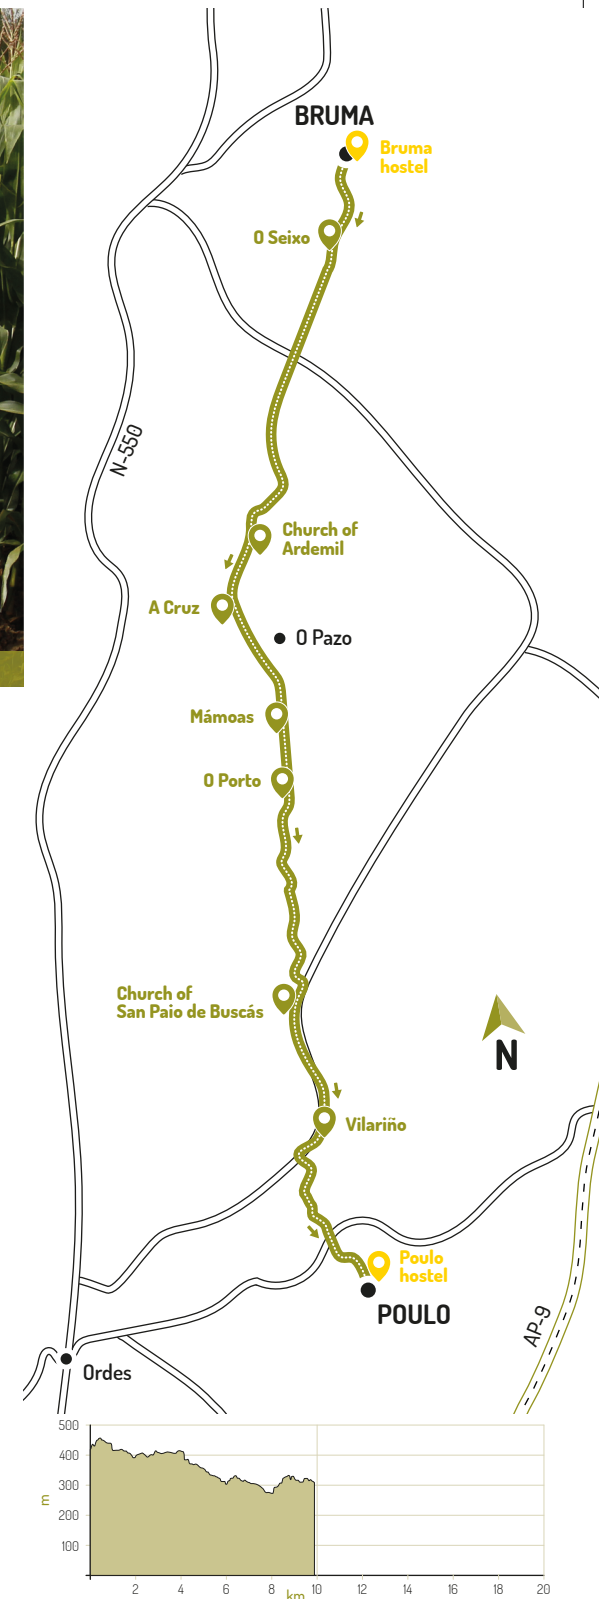 BRUMA
Bruma
hostel
O Seixo
N-550
Church of
Ardemil
A Cruz
O Pazo
Mámoas
O Porto
Church of
San Paio de Buscás
N
Vilariño
Poulo
hostel
POULO
AP-9
Ordes
500
400
300
200
100
m
2 4 6 8 10 12 14 16 18 20
km